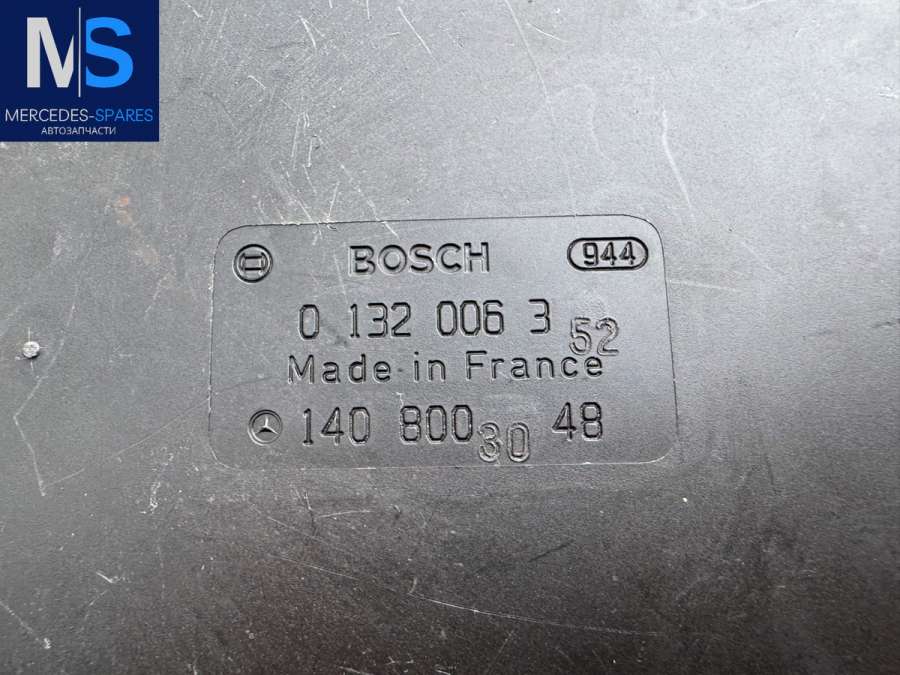 MS
MERCEDES-SPARES
АВТОЗАПЧАСТИ
BOSCH 944
0 132 006 3 52
Made in France
140 800 30 48